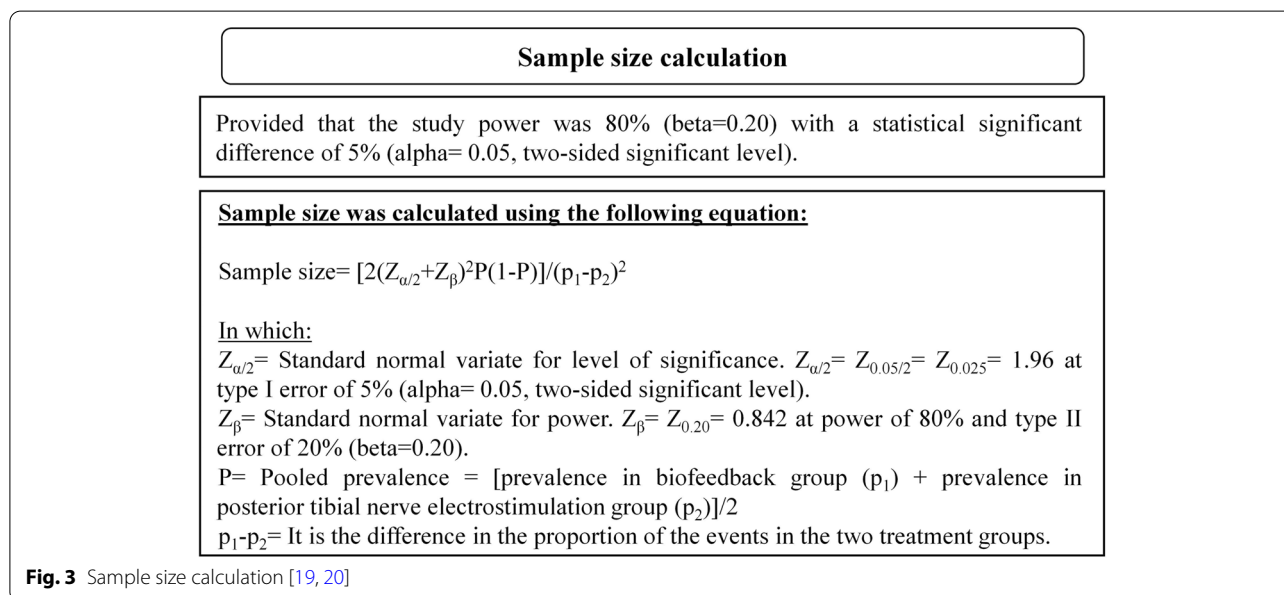 Sample size calculation
Provided that the study power was 80% (beta=0.20) with a statistical significant
difference of 5% (alpha= 0.05, two-sided significant level).
Sample size was calculated using the following equation:
Sample size= [2(Zα/2+Zβ)²P(1-P)]/(p₁-p₂)²
In which:
Zα/2= Standard normal variate for level of significance. Zα/2= Z0.05/2= Z0.025= 1.96 at
type I error of 5% (alpha= 0.05, two-sided significant level).
Zβ= Standard normal variate for power. Zβ= Z0.20= 0.842 at power of 80% and type II
error of 20% (beta=0.20).
P= Pooled prevalence = [prevalence in biofeedback group (p₁) + prevalence in
posterior tibial nerve electrostimulation group (p₂)]/2
p₁-p₂= It is the difference in the proportion of the events in the two treatment groups.
Fig. 3 Sample size calculation [19, 20]